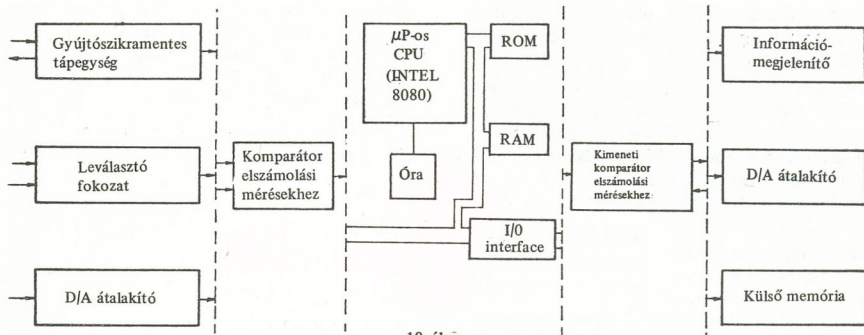 Gyújtószikramentes
tápegység
Leválasztó
fokozat
D/A átalakító
Komparátor
elszámolási
mérésekhez
μP-os
CPU
(INTEL
8080)
Óra
ROM
RAM
I/0
interface
Kimeneti
komparátor
elszámolási
mérésekhez
Információ-
megjelenítő
D/A átalakító
Külső memória